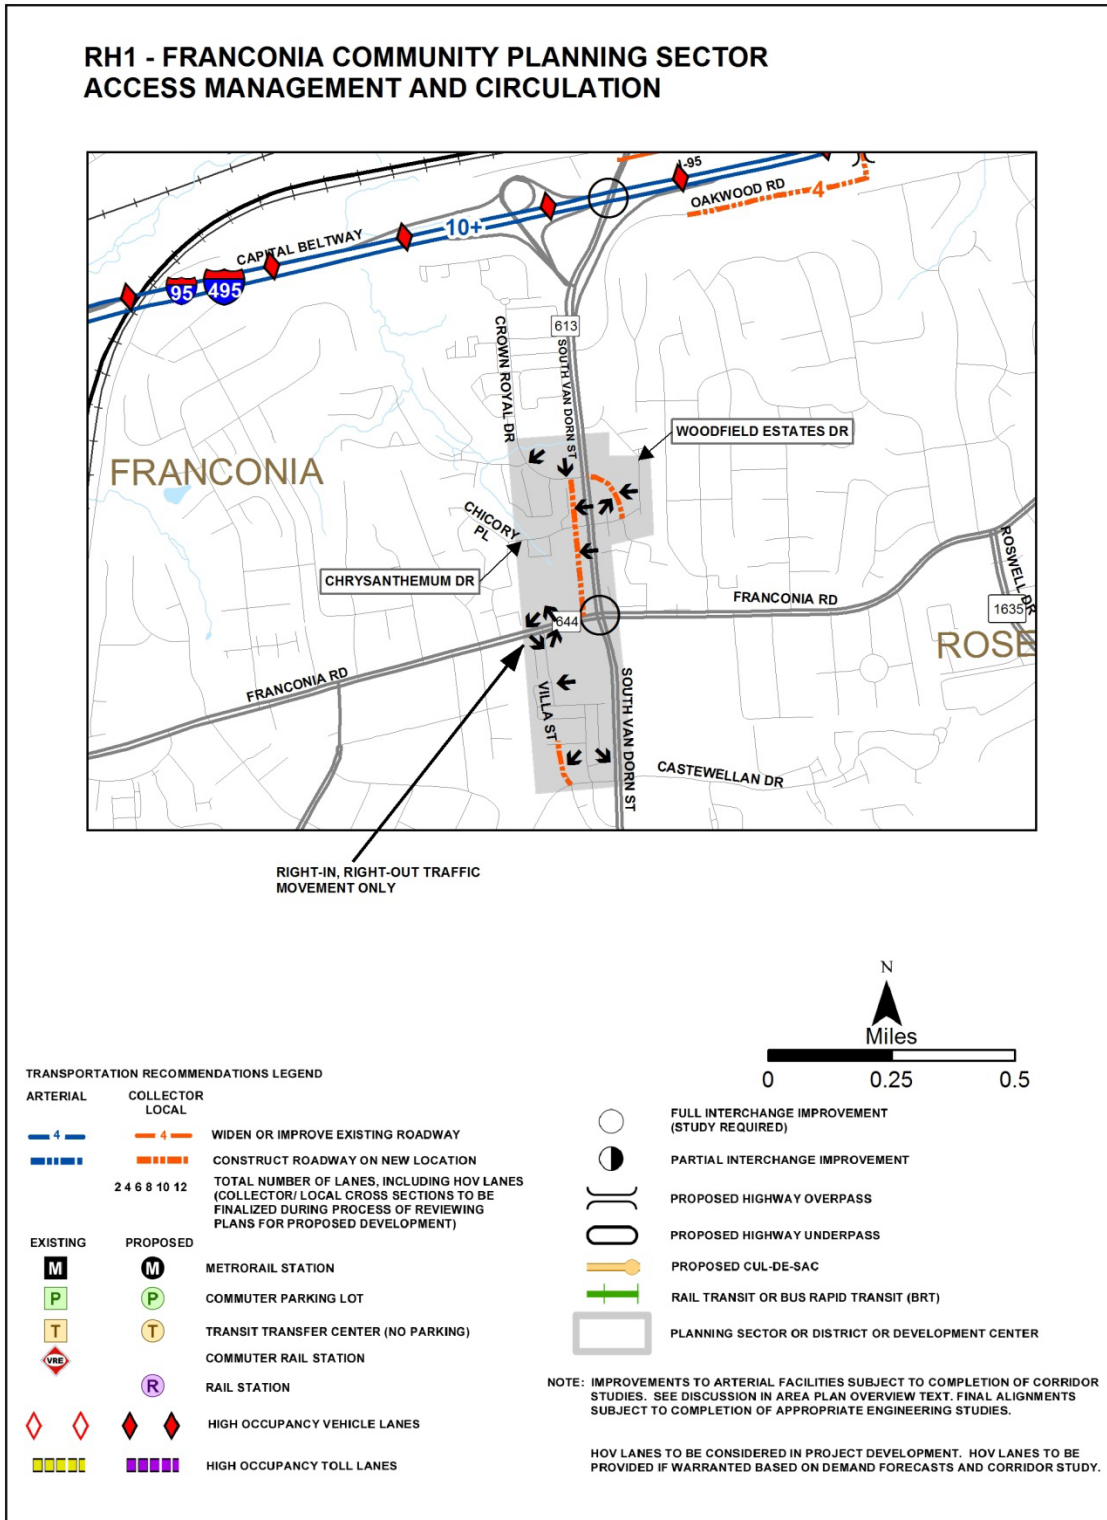 RH1 - FRANCONIA COMMUNITY PLANNING SECTOR
ACCESS MANAGEMENT AND CIRCULATION
I-95
OAKWOOD RD
4
10+
CAPITAL BELTWAY
95
495
CROWN ROYAL DR
613
SOUTH VAN DORN ST
WOODFIELD ESTATES DR
FRANCONIA
CHICORY
PL
CHRYSANTHEMUM DR
ROSWELL DR
1635
FRANCONIA RD
644
ROSE
FRANCONIA RD
VILLA ST
SOUTH VAN DORN ST
CASTEWELLAN DR
RIGHT-IN, RIGHT-OUT TRAFFIC
MOVEMENT ONLY
N
Miles
0 0.25 0.5
TRANSPORTATION RECOMMENDATIONS LEGEND
ARTERIAL COLLECTOR
LOCAL
4 4 WIDEN OR IMPROVE EXISTING ROADWAY
CONSTRUCT ROADWAY ON NEW LOCATION
2 4 6 8 10 12 TOTAL NUMBER OF LANES, INCLUDING HOV LANES
(COLLECTOR/ LOCAL CROSS SECTIONS TO BE
FINALIZED DURING PROCESS OF REVIEWING
PLANS FOR PROPOSED DEVELOPMENT)
EXISTING PROPOSED
M M METRORAIL STATION
P P COMMUTER PARKING LOT
T T TRANSIT TRANSFER CENTER (NO PARKING)
VRE COMMUTER RAIL STATION
R RAIL STATION
HIGH OCCUPANCY VEHICLE LANES
HIGH OCCUPANCY TOLL LANES
FULL INTERCHANGE IMPROVEMENT
(STUDY REQUIRED)
PARTIAL INTERCHANGE IMPROVEMENT
PROPOSED HIGHWAY OVERPASS
PROPOSED HIGHWAY UNDERPASS
PROPOSED CUL-DE-SAC
RAIL TRANSIT OR BUS RAPID TRANSIT (BRT)
PLANNING SECTOR OR DISTRICT OR DEVELOPMENT CENTER
NOTE: IMPROVEMENTS TO ARTERIAL FACILITIES SUBJECT TO COMPLETION OF CORRIDOR
STUDIES. SEE DISCUSSION IN AREA PLAN OVERVIEW TEXT. FINAL ALIGNMENTS
SUBJECT TO COMPLETION OF APPROPRIATE ENGINEERING STUDIES.
HOV LANES TO BE CONSIDERED IN PROJECT DEVELOPMENT. HOV LANES TO BE
PROVIDED IF WARRANTED BASED ON DEMAND FORECASTS AND CORRIDOR STUDY.